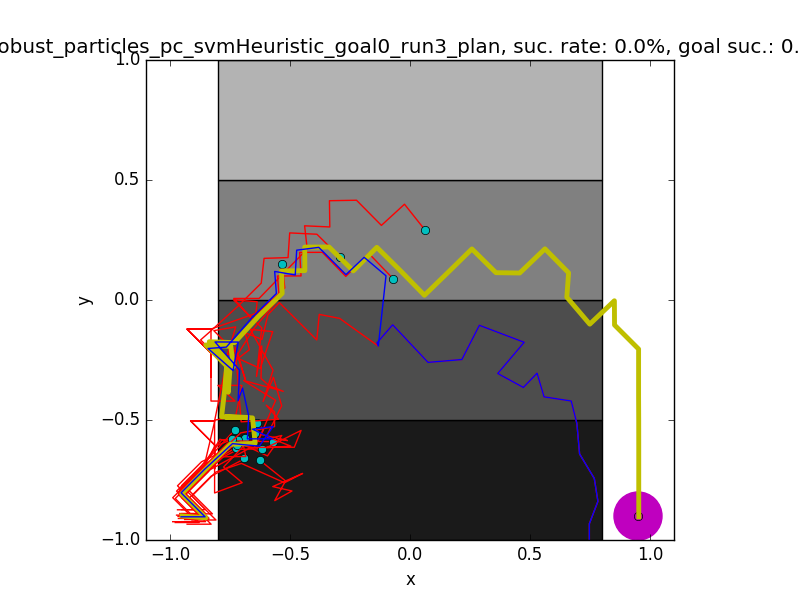 obust_particles_pc_svmHeuristic_goal0_run3_plan, suc. rate: 0.0%, goal suc.: 0.
1.0
0.5
0.0
−0.5
−1.0
y
−1.0 −0.5 0.0 0.5 1.0
x